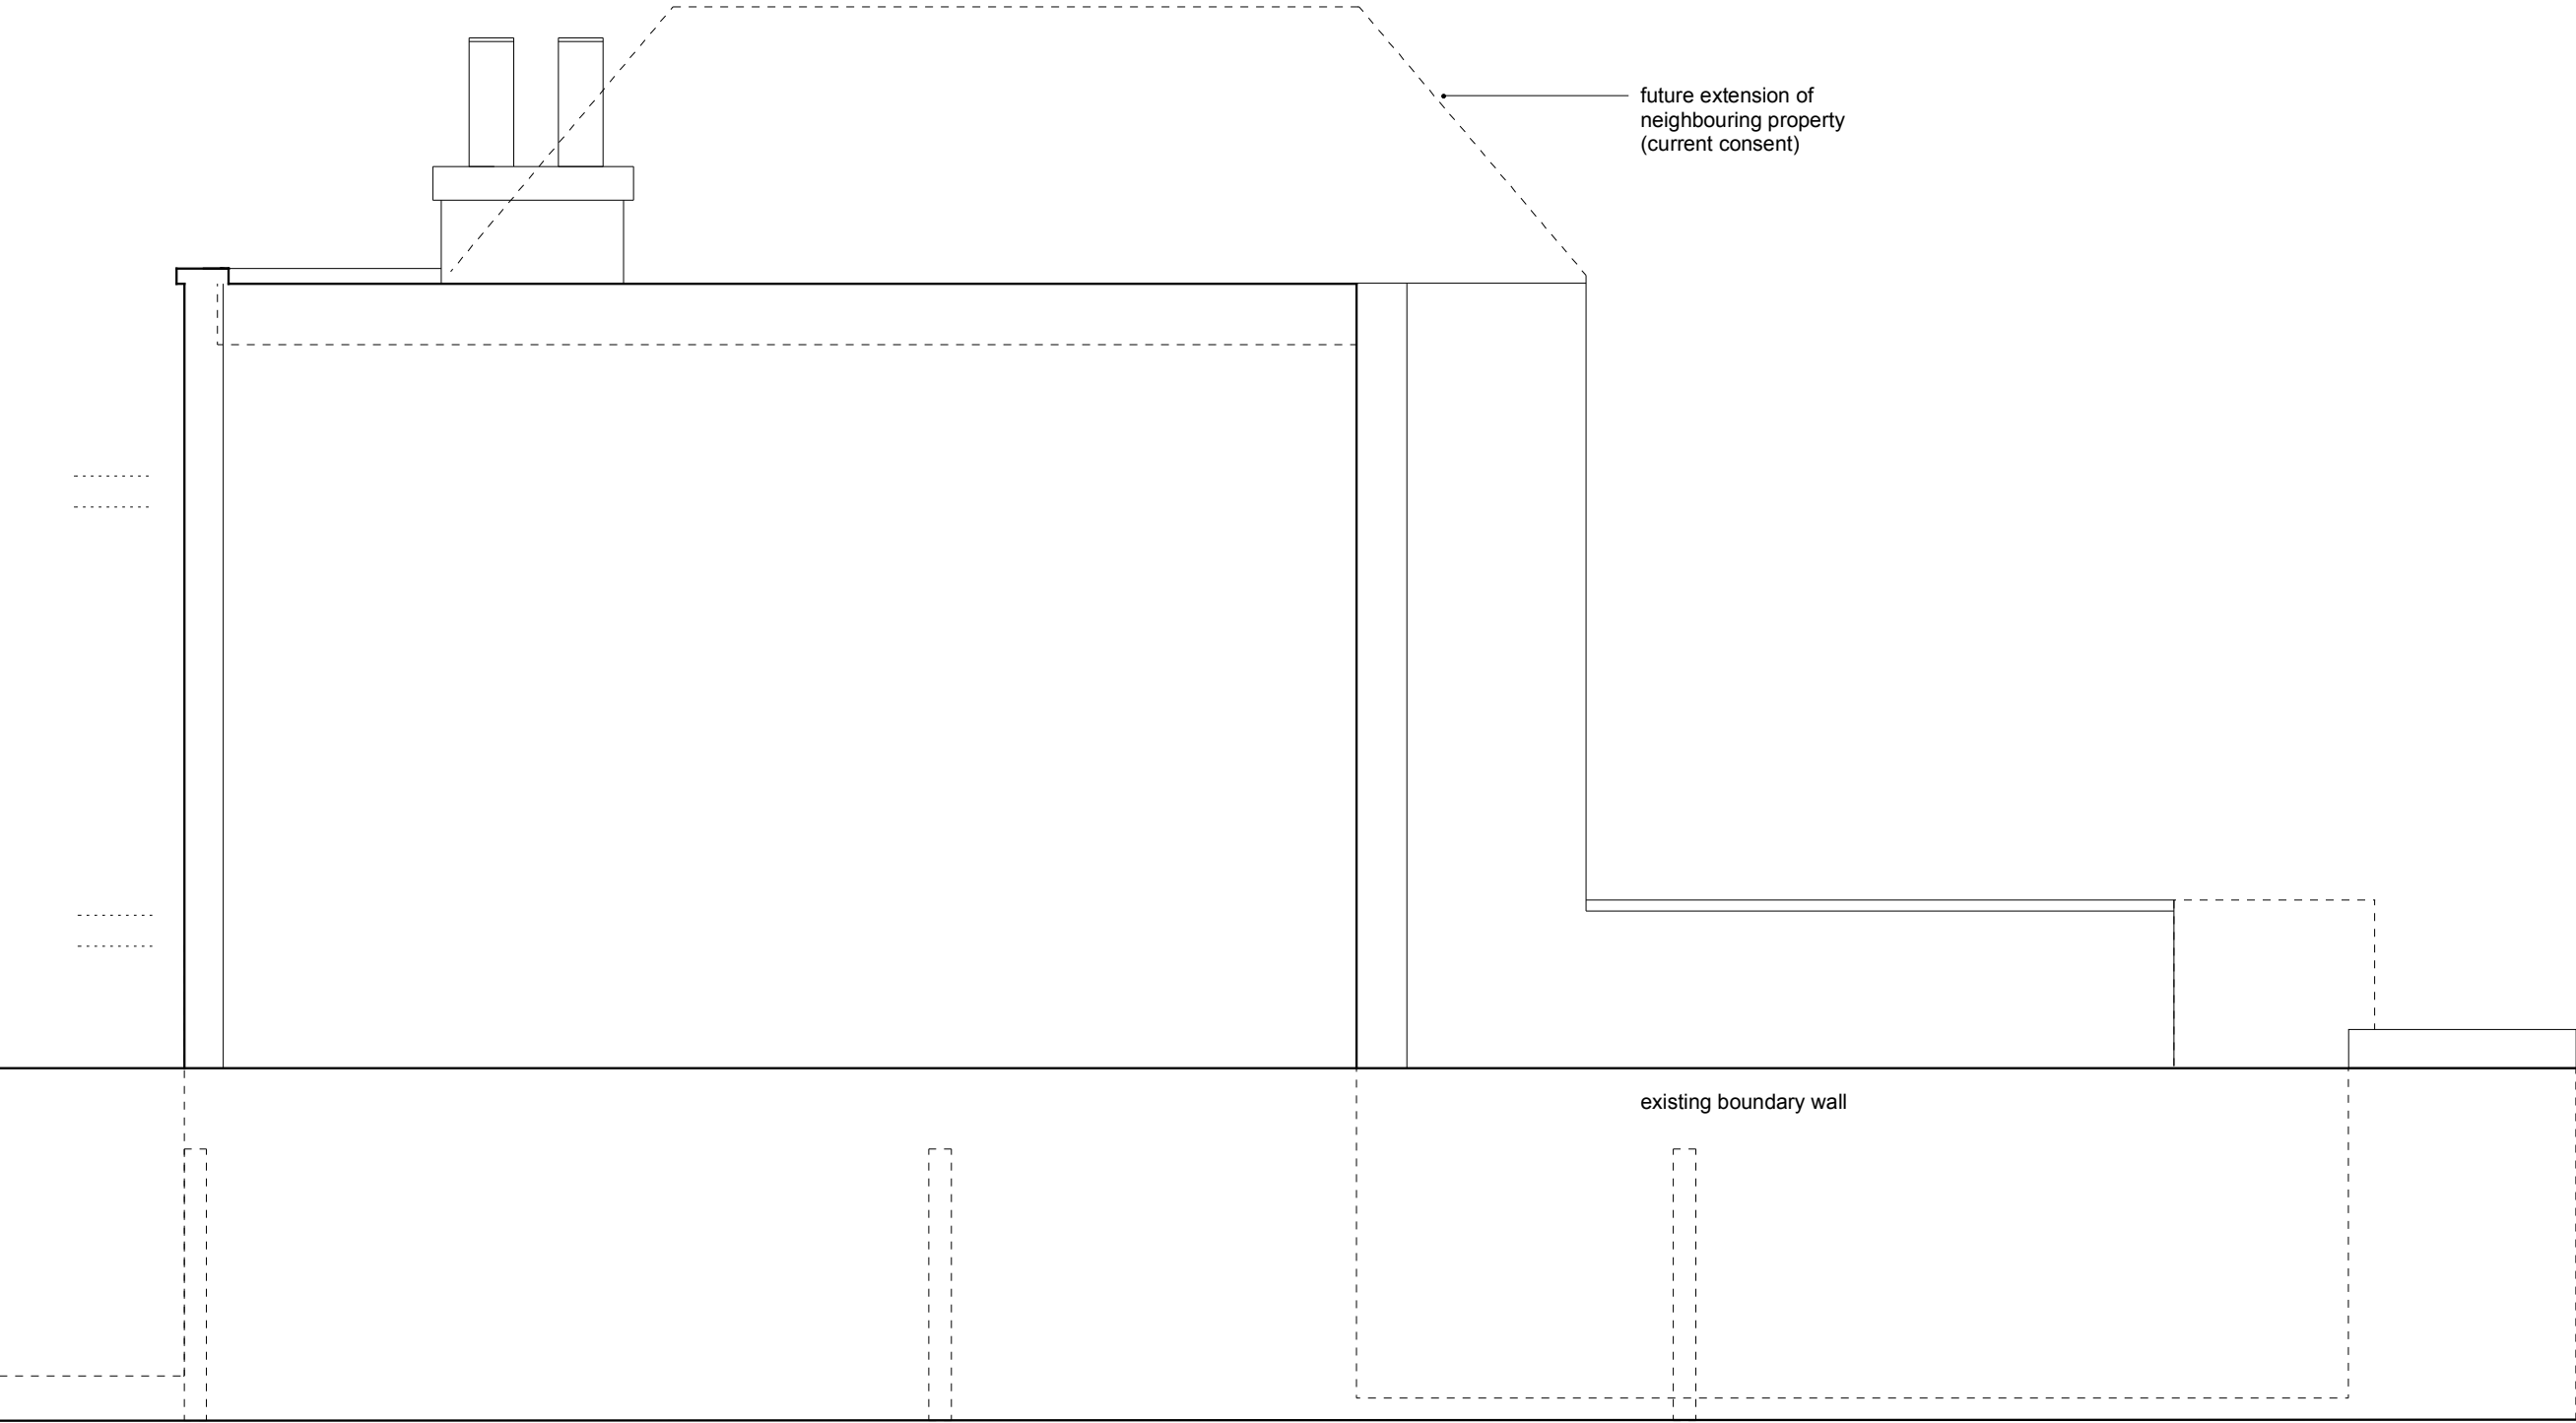 future extension of
neighbouring property
(current consent)
existing boundary wall